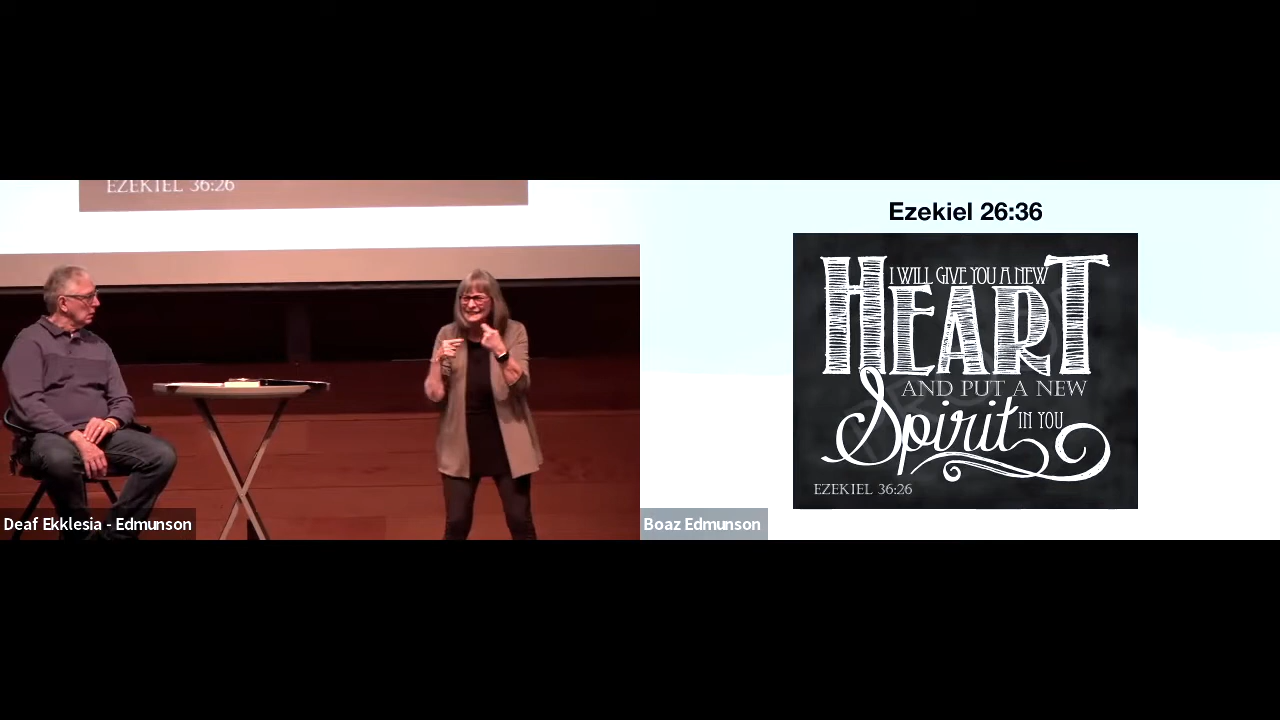 EZEKIEL 36:26
Deaf Ekklesia - Edmunson
Ezekiel 26:36
I WILL GIVE YOU A NEW
HEART
AND PUT A NEW
Spirit IN YOU
EZEKIEL 36:26
Boaz Edmunson